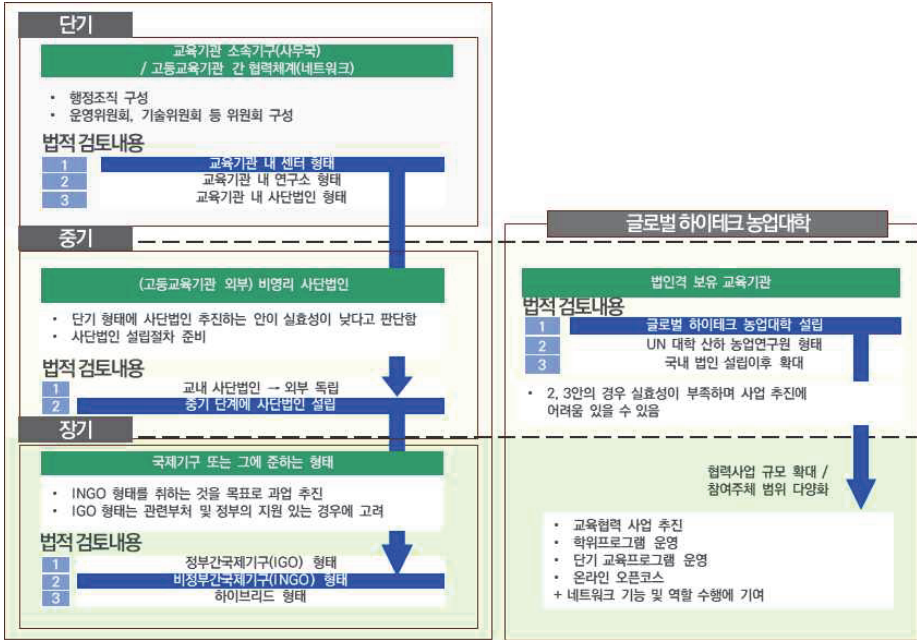 단기
교육기관 소속기구(사무국)
/ 고등교육기관 간 협력체계(네트워크)
• 행정조직 구성
• 운영위원회, 기술위원회 등 위원회 구성
법적 검토내용
1 교육기관 내 센터 형태
2 교육기관 내 연구소 형태
3 교육기관 내 사단법인 형태
중기
(고등교육기관 외부) 비영리 사단법인
• 단기 형태에 사단법인 추진하는 안이 실효성이 낮다고 판단함
• 사단법인 설립절차 준비
법적 검토내용
1 교내 사단법인 → 외부 독립
2 중기 단계에 사단법인 설립
장기
국제기구 또는 그에 준하는 형태
• INGO 형태를 취하는 것을 목표로 과업 추진
• IGO 형태는 관련부처 및 정부의 지원 있는 경우에 고려
법적 검토내용
1 정부간국제기구(IGO) 형태
2 비정부간국제기구(INGO) 형태
3 하이브리드 형태
글로벌 하이테크 농업대학
법인격 보유 교육기관
법적 검토내용
1 글로벌 하이테크 농업대학 설립
2 UN 대학 산하 농업연구원 형태
3 국내 법인 설립이후 확대
• 2, 3안의 경우 실효성이 부족하며 사업 추진에
어려움 있을 수 있음
협력사업 규모 확대 /
참여주체 범위 다양화
• 교육협력 사업 추진
• 학위프로그램 운영
• 단기 교육프로그램 운영
• 온라인 오픈코스
+ 네트워크 기능 및 역할 수행에 기여